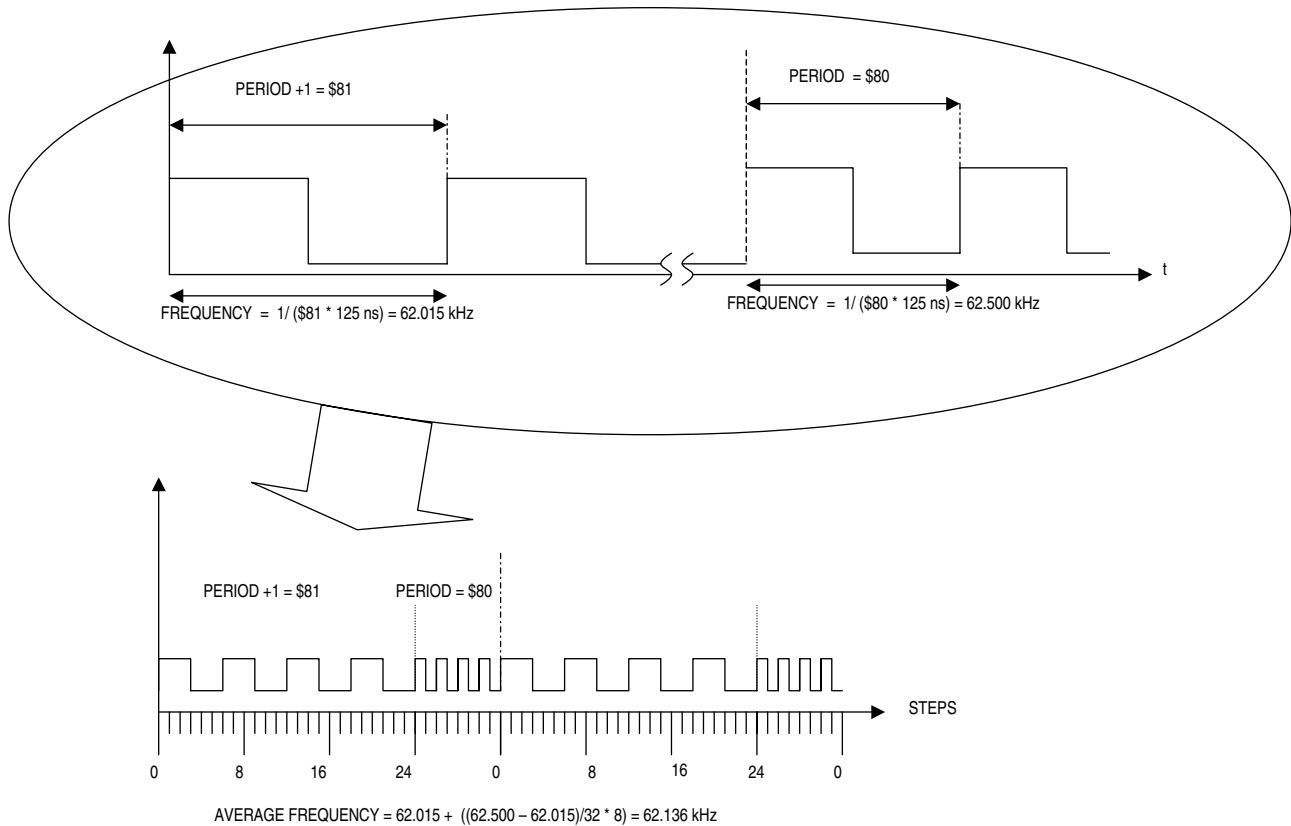 PERIOD +1 = $81
PERIOD = $80
t
FREQUENCY = 1/ ($81 * 125 ns) = 62.015 kHz
FREQUENCY = 1/ ($80 * 125 ns) = 62.500 kHz
PERIOD +1 = $81
PERIOD = $80
STEPS
0 8 16 24 0 8 16 24 0
AVERAGE FREQUENCY = 62.015 + ((62.500 – 62.015)/32 * 8) = 62.136 kHz